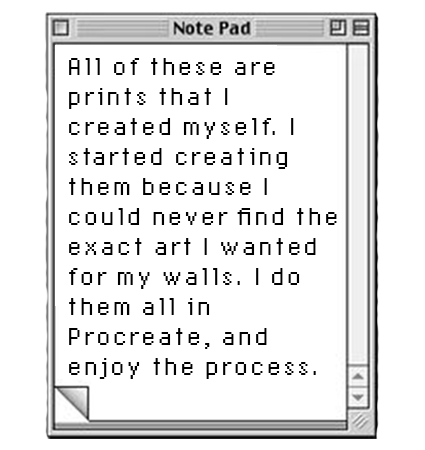 Note Pad
All of these are
prints that I
created myself. I
started creating
them because I
could never find the
exact art I wanted
for my walls. I do
them all in
Procreate, and
enjoy the process.